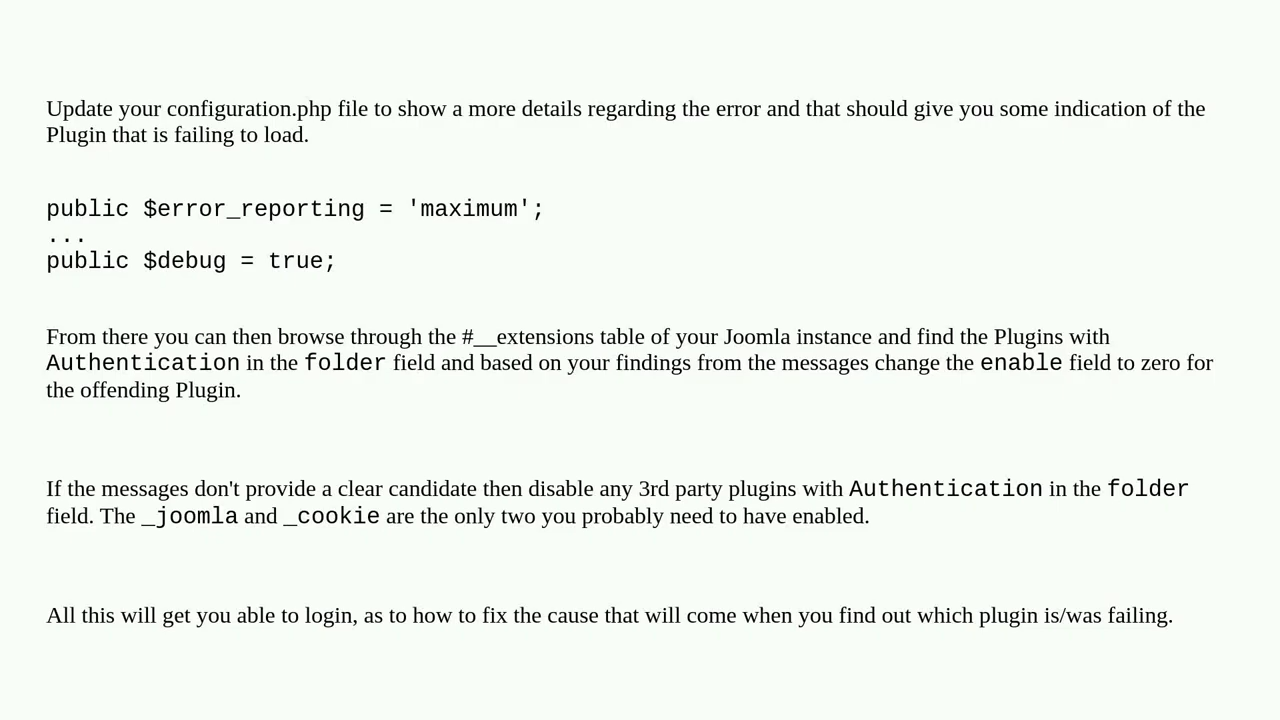 Update your configuration.php file to show a more details regarding the error and that should give you some indication of the
Plugin that is failing to load.
public $error_reporting = 'maximum';
...
public $debug = true;
From there you can then browse through the #__extensions table of your Joomla instance and find the Plugins with
Authentication in the folder field and based on your findings from the messages change the enable field to zero for
the offending Plugin.
If the messages don't provide a clear candidate then disable any 3rd party plugins with Authentication in the folder
field. The _joomla and _cookie are the only two you probably need to have enabled.
All this will get you able to login, as to how to fix the cause that will come when you find out which plugin is/was failing.